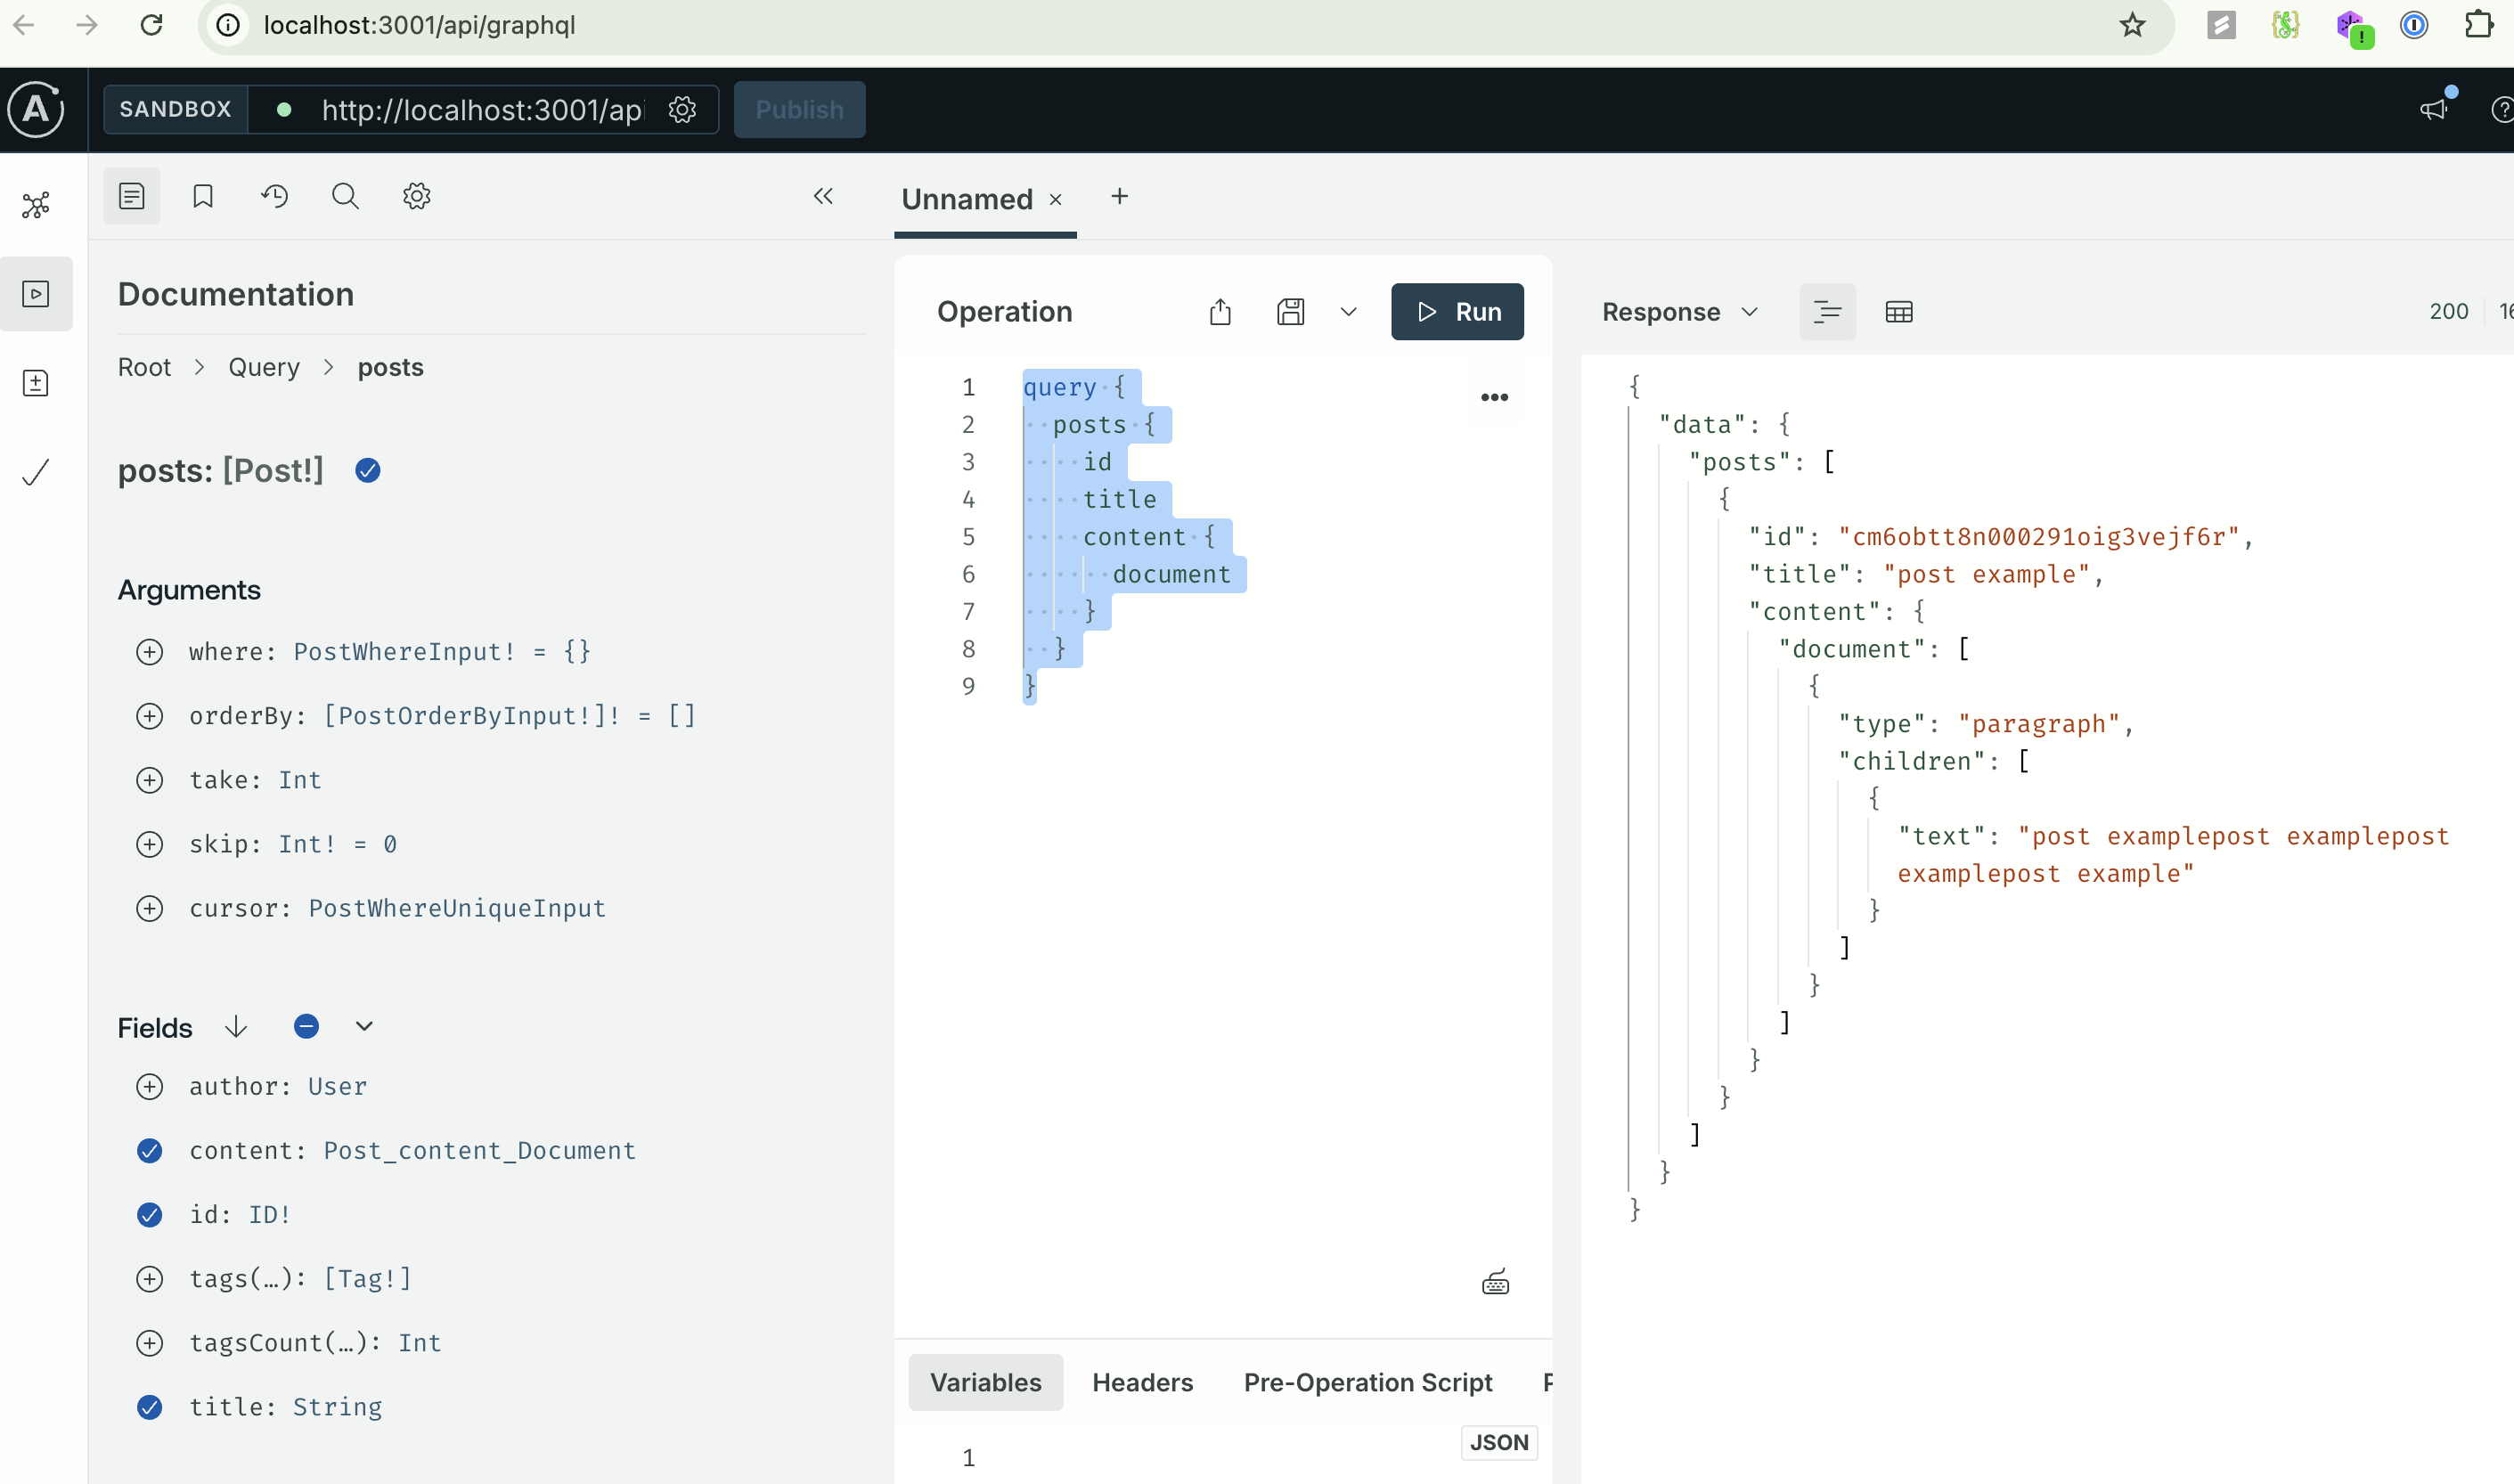 localhost:3001/api/graphql
SANDBOX
http://localhost:3001/api
Publish
Documentation
Root > Query > posts
posts: [Post!]
Arguments
where: PostWhereInput! = {}
orderBy: [PostOrderByInput!]! = []
take: Int
skip: Int! = 0
cursor: PostWhereUniqueInput
Fields
author: User
content: Post_content_Document
id: ID!
tags(…): [Tag!]
tagsCount(…): Int
title: String
Unnamed
Operation
Run
1 query {
2 posts {
3 id
4 title
5 content {
6 document
7 }
8 }
9 }
Variables Headers Pre-Operation Script
JSON
1
Response
200
{
"data": {
"posts": [
{
"id": "cm6obtt8n000291oig3vejf6r",
"title": "post example",
"content": {
"document": [
{
"type": "paragraph",
"children": [
{
"text": "post examplepost examplepost
examplepost example"
}
]
}
]
}
}
]
}
}